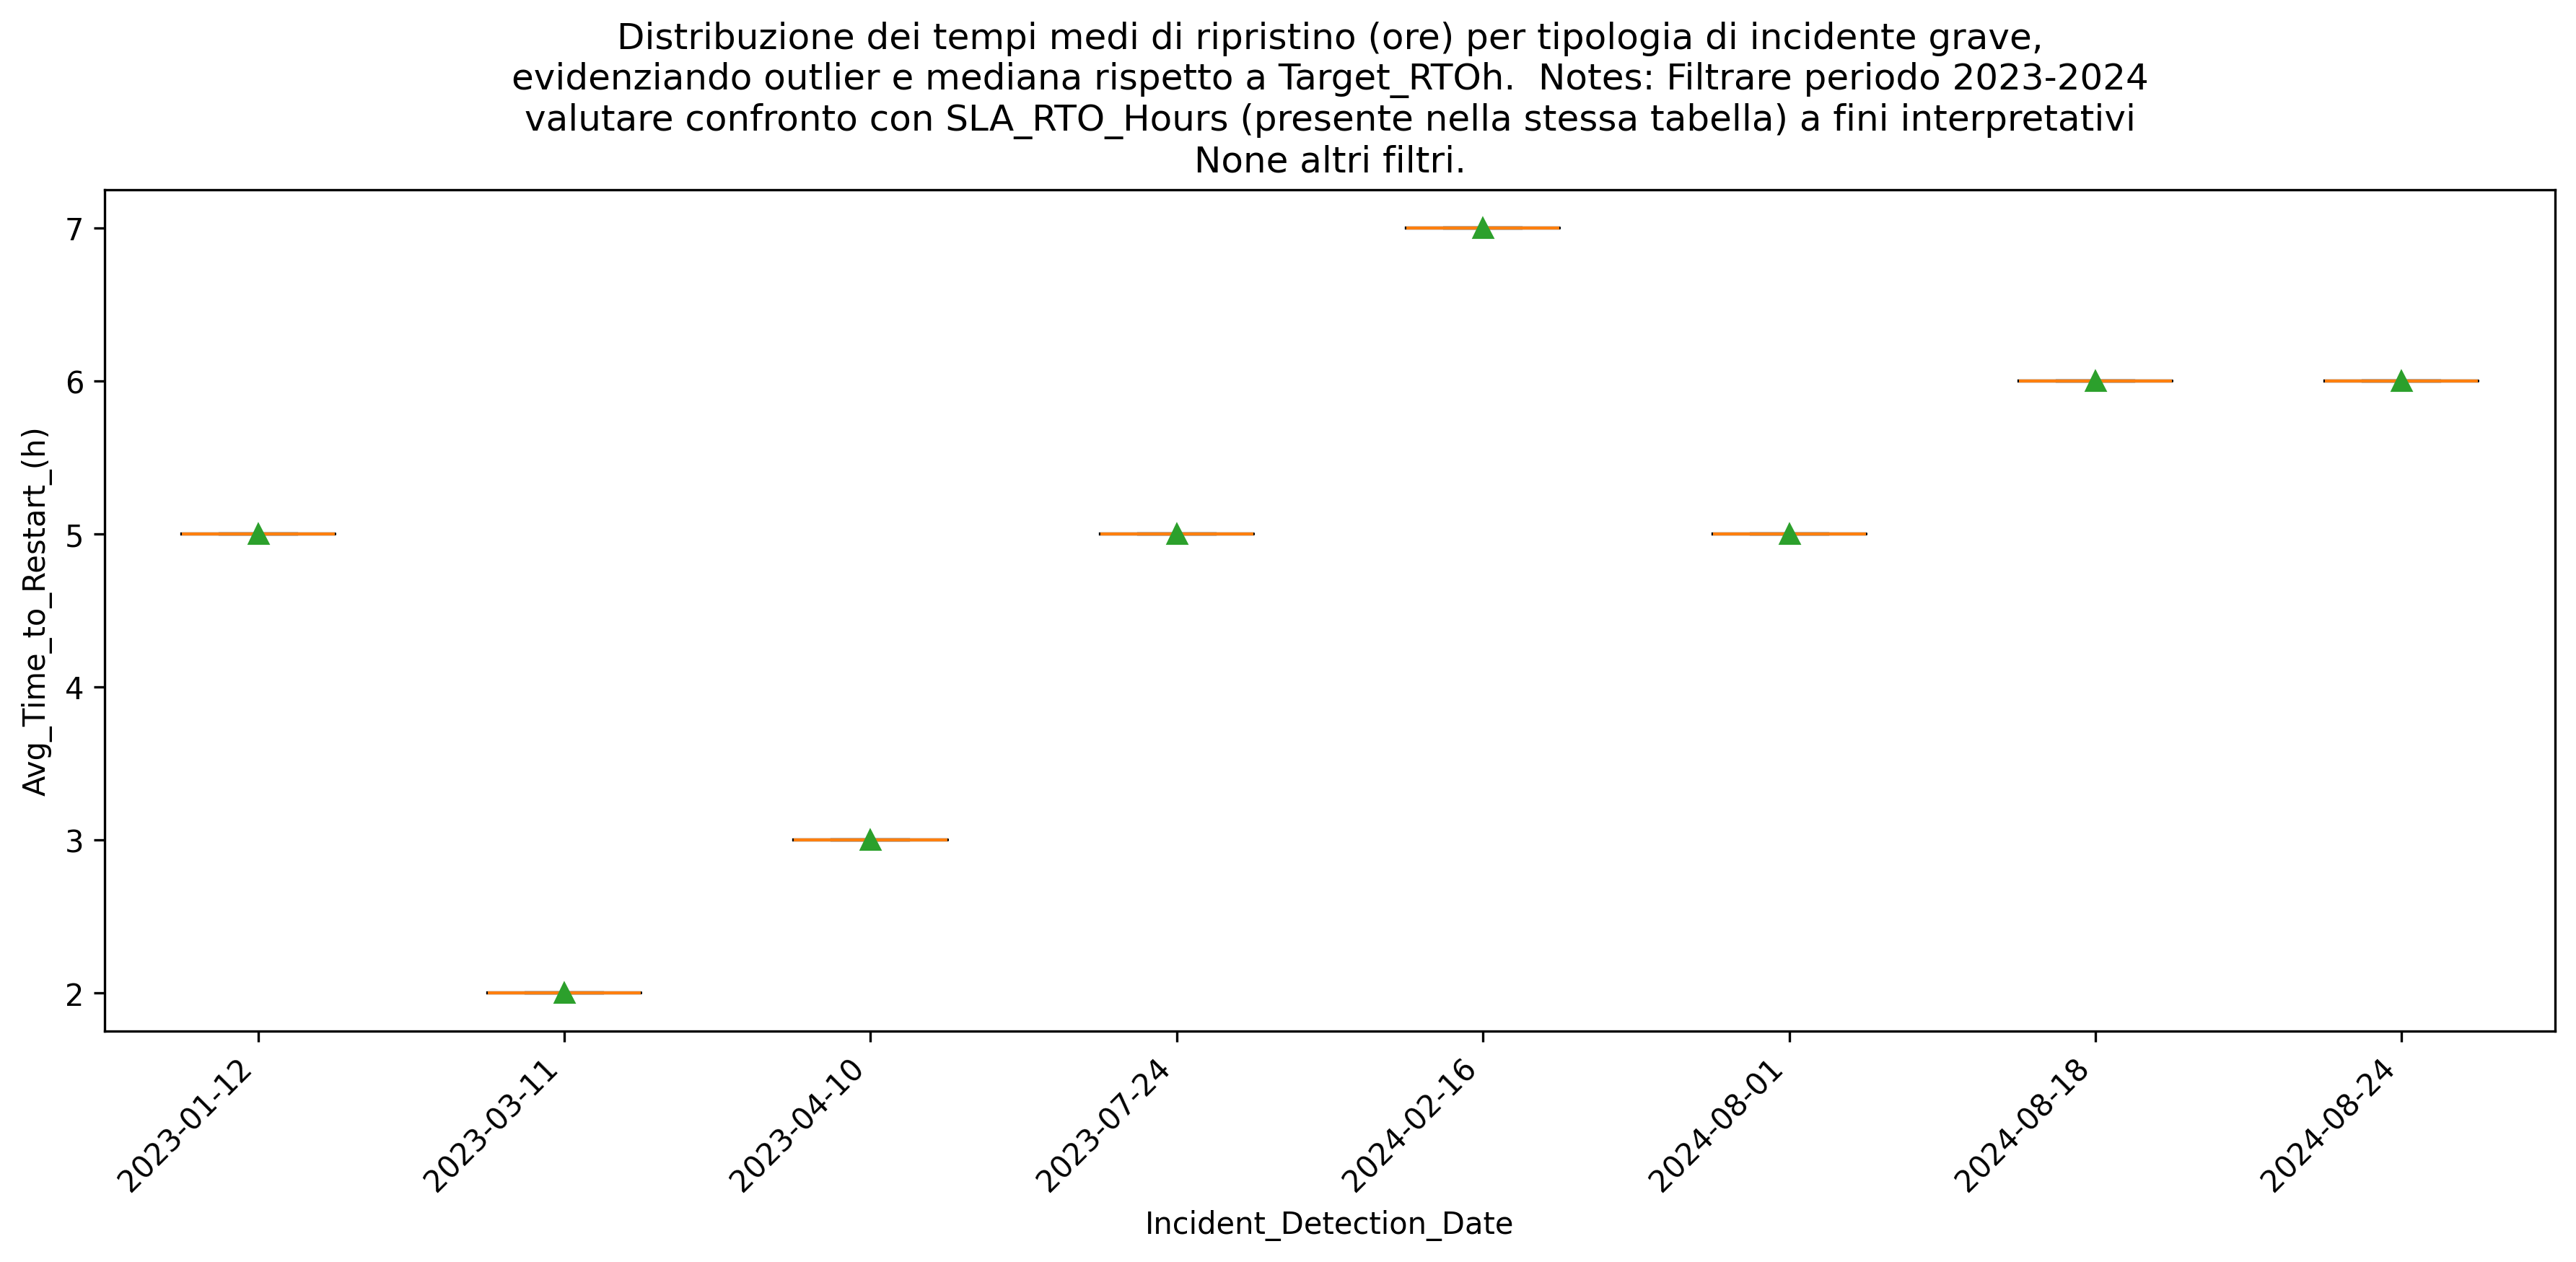 Distribuzione dei tempi medi di ripristino (ore) per tipologia di incidente grave,
evidenziando outlier e mediana rispetto a Target_RTOh.  Notes: Filtrare periodo 2023-2024
valutare confronto con SLA_RTO_Hours (presente nella stessa tabella) a fini interpretativi
None altri filtri.
Avg_Time_to_Restart_(h)
7
6
5
4
3
2
2023-01-12
2023-03-11
2023-04-10
2023-07-24
2024-02-16
2024-08-01
2024-08-18
2024-08-24
Incident_Detection_Date